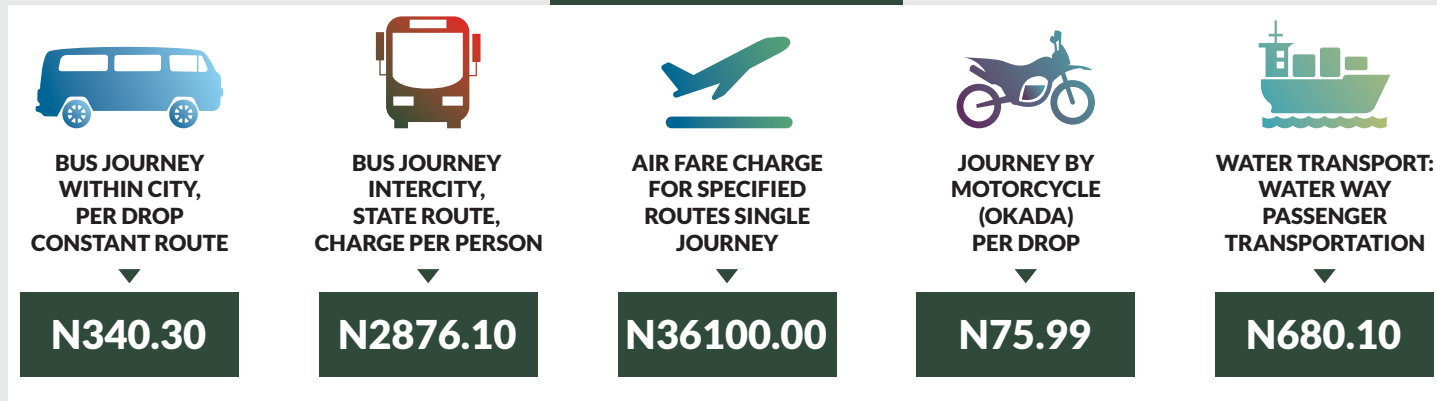 BUS JOURNEY
WITHIN CITY,
PER DROP
CONSTANT ROUTE
N340.30
BUS JOURNEY
INTERCITY,
STATE ROUTE,
CHARGE PER PERSON
N2876.10
AIR FARE CHARGE
FOR SPECIFIED
ROUTES SINGLE
JOURNEY
N36100.00
JOURNEY BY
MOTORCYCLE
(OKADA)
PER DROP
N75.99
WATER TRANSPORT:
WATER WAY
PASSENGER
TRANSPORTATION
N680.10